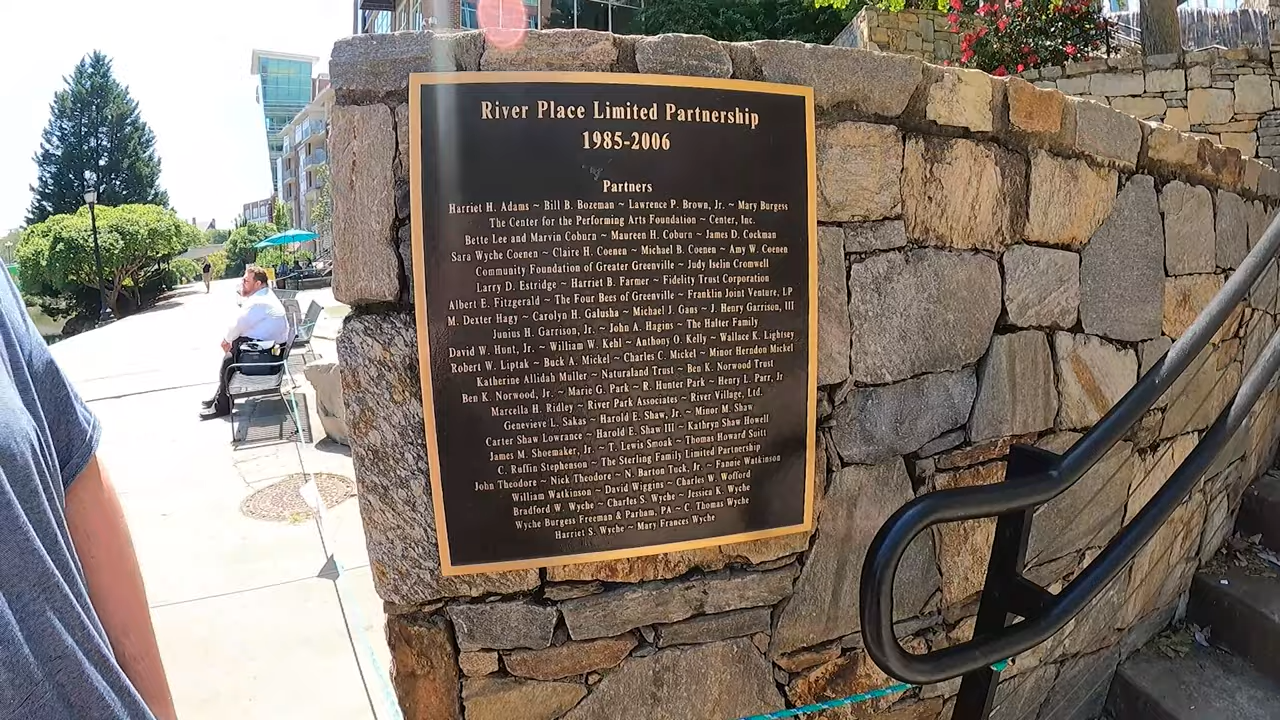 River Place Limited Partnership
1985-2006
Partners
Harriet H. Adams ~ Bill B. Bozeman ~ Lawrence P. Brown, Jr. ~ Mary Burgess
The Center for the Performing Arts Foundation ~ Center, Inc.
Bette Lee and Marvin Coburn ~ Maureen H. Coburn ~ James D. Cockman
Sara Wyche Coenen ~ Claire H. Coenen ~ Michael B. Coenen ~ Amy W. Coenen
Community Foundation of Greater Greenville ~ Judy Iselin Cromwell
Larry D. Estridge ~ Harriet B. Farmer ~ Fidelity Trust Corporation
Albert E. Fitzgerald ~ The Four Bees of Greenville ~ Franklin Joint Venture, LP
M. Dexter Hagy ~ Carolyn H. Galusha ~ Michael J. Gans ~ J. Henry Garrison, III
Junius H. Garrison, Jr. ~ John A. Hagins ~ The Halter Family
David W. Hunt, Jr. ~ William W. Kehl ~ Anthony O. Kelly ~ Wallace K. Lightsey
Robert W. Liptak ~ Buck A. Mickel ~ Charles C. Mickel ~ Minor Herndon Mickel
Katherine Allidah Muller ~ Naturaland Trust ~ Ben K. Norwood Trust
Ben K. Norwood, Jr. ~ Marie G. Park ~ R. Hunter Park ~ Henry L. Parr, Jr
Marcella H. Ridley ~ River Park Associates ~ River Village, Ltd.
Genevieve L. Sakas ~ Harold E. Shaw, Jr. ~ Minor M. Shaw
Carter Shaw Lowrance ~ Harold E. Shaw III ~ Kathryn Shaw Howell
James M. Shoemaker, Jr. ~ T. Lewis Smoak ~ Thomas Howard Suitt
C. Ruffin Stephenson ~ The Sterling Family Limited Partnership
John Theodore ~ Nick Theodore ~ N. Barton Tuck, Jr. ~ Fannie Watkinson
William Watkinson ~ David Wiggins ~ Charles W. Wofford
Bradford W. Wyche ~ Charles S. Wyche ~ Jessica K. Wyche
Wyche Burgess Freeman & Parham, PA ~ C. Thomas Wyche
Harriet S. Wyche ~ Mary Frances Wyche